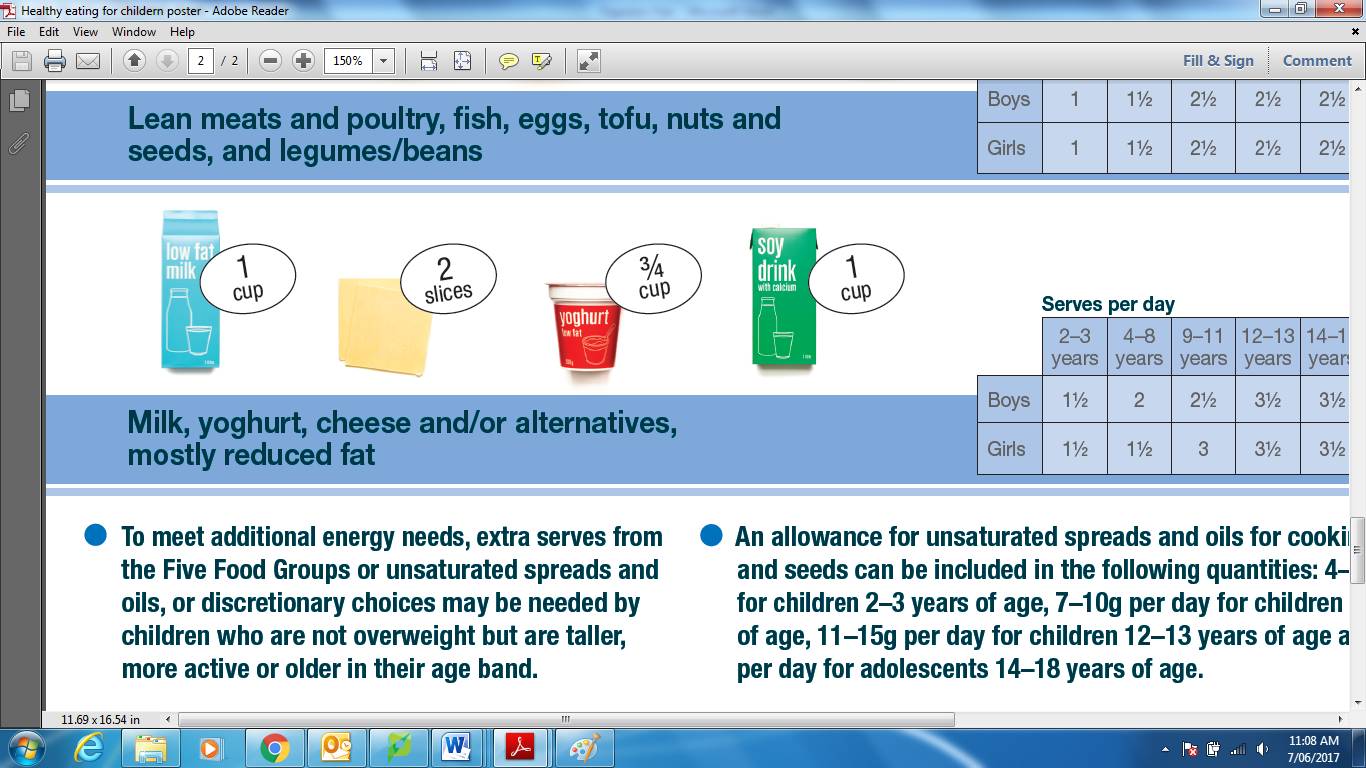 Healthy eating for childern poster - Adobe Reader
File Edit View Window Help
2 / 2 150% Fill & Sign Comment
Boys 1 1½ 2½ 2½ 2½
Girls 1 1½ 2½ 2½ 2½
Lean meats and poultry, fish, eggs, tofu, nuts and
seeds, and legumes/beans
low fat
milk
1
cup
2
slices
yoghurt
low fat
¾
cup
soy
drink
with calcium
1
cup
Serves per day
2–3 4–8 9–11 12–13 14–1
years years years years years
Boys 1½ 2 2½ 3½ 3½
Girls 1½ 1½ 3 3½ 3½
Milk, yoghurt, cheese and/or alternatives,
mostly reduced fat
To meet additional energy needs, extra serves from
the Five Food Groups or unsaturated spreads and
oils, or discretionary choices may be needed by
children who are not overweight but are taller,
more active or older in their age band.
An allowance for unsaturated spreads and oils for cooki
and seeds can be included in the following quantities: 4–
for children 2–3 years of age, 7–10g per day for children
of age, 11–15g per day for children 12–13 years of age a
per day for adolescents 14–18 years of age.
11.69 x 16.54 in
11:08 AM
7/06/2017